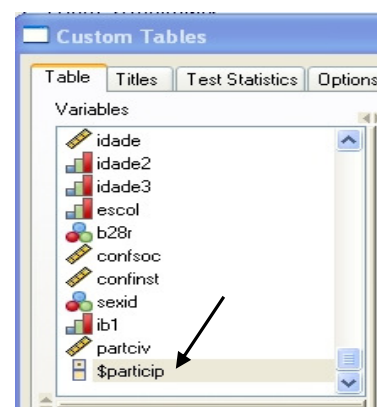 Custom Tables
Table Titles Test Statistics Options
Variables
idade
idade2
idade3
escol
b28r
confsoc
confinst
sexid
ib1
partciv
$particip